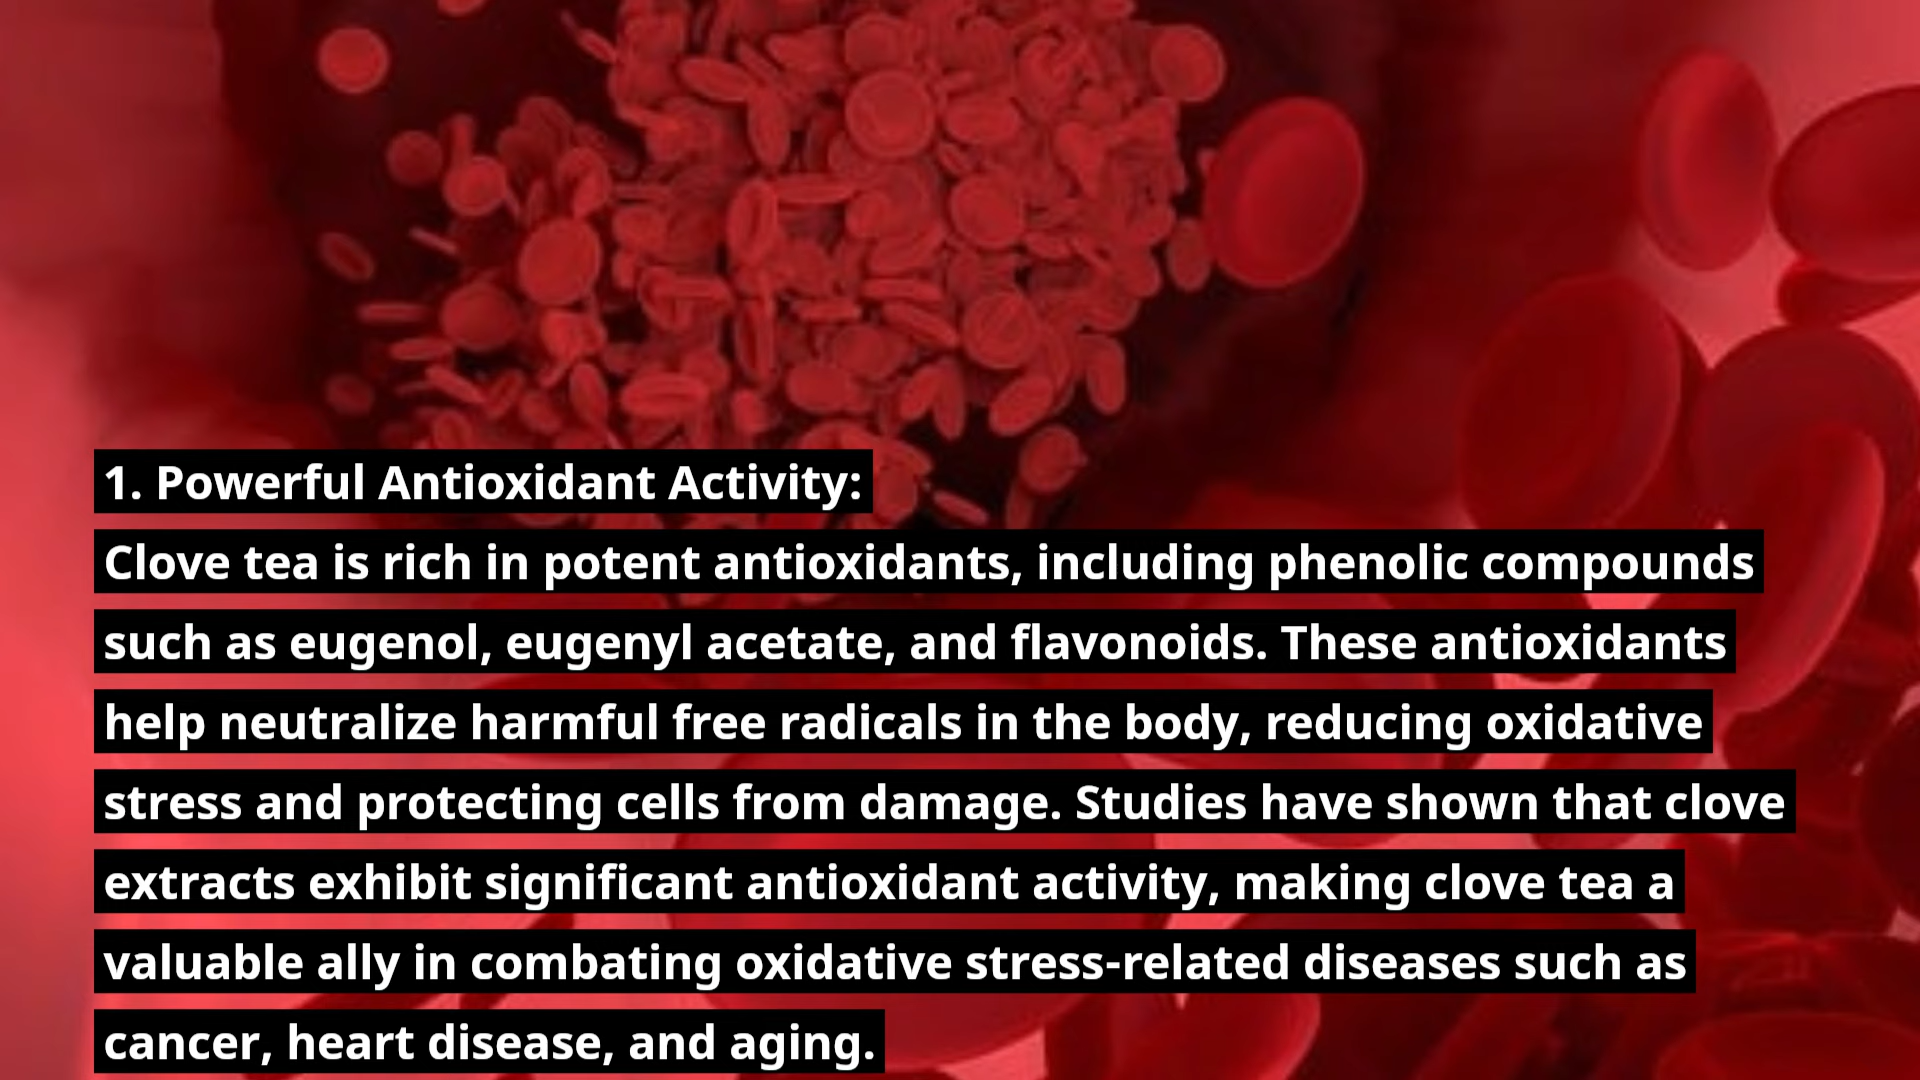 1. Powerful Antioxidant Activity:
Clove tea is rich in potent antioxidants, including phenolic compounds
such as eugenol, eugenyl acetate, and flavonoids. These antioxidants
help neutralize harmful free radicals in the body, reducing oxidative
stress and protecting cells from damage. Studies have shown that clove
extracts exhibit significant antioxidant activity, making clove tea a
valuable ally in combating oxidative stress-related diseases such as
cancer, heart disease, and aging.